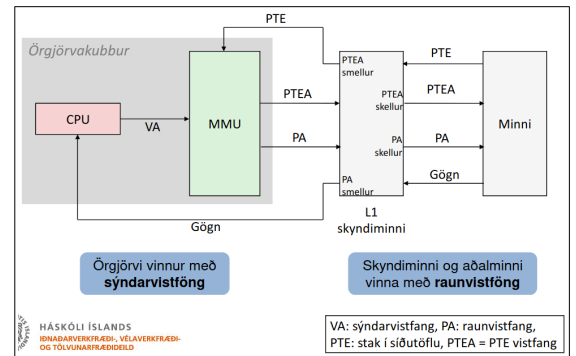 PTE
Örgjörvakubbur
CPU
VA
MMU
PTEA
PA
PTEA
smellur
PTEA
skellur
PA
skellur
PA
smellur
L1
skyndiminni
PTE
PTEA
PA
Gögn
Minni
Gögn
Örgjörvi vinnur með
sýndarvistföng
Skyndiminni og aðalminni
vinna með raunvistföng
HÁSKÓLI ÍSLANDS
IÐNAÐARVERKFRÆÐI-, VÉLAVERKFRÆÐI-
OG TÖLVUNARFRÆÐIDEILD
VA: sýndarvistfang, PA: raunvistfang,
PTE: stak í síðutöflu, PTEA = PTE vistfang